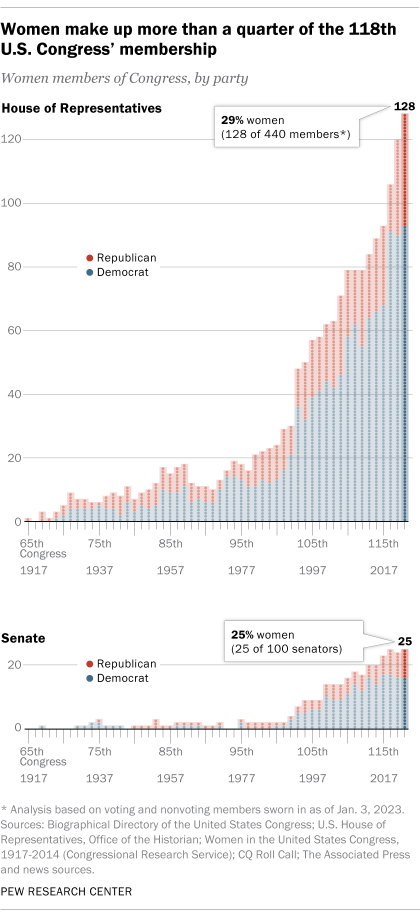 Women make up more than a quarter of the 118th
U.S. Congress' membership
Women members of Congress, by party
House of Representatives
128
29% women
(128 of 440 members*)
120
100
Republican
Democrat
80
60
40
20
0
65th
Congress
75th
85th
95th
105th
115th
1917
1937
1957
1977
1997
2017
Senate
25% women
(25 of 100 senators)
25
Republican
Democrat
20
0
65th
Congress
75th
85th
95th
105th
115th
1917
1937
1957
1977
1997
2017
* Analysis based on voting and nonvoting members sworn in as of Jan. 3, 2023.
Sources: Biographical Directory of the United States Congress; U.S. House of
Representatives, Office of the Historian; Women in the United States Congress,
1917-2014 (Congressional Research Service); CQ Roll Call; The Associated Press
and news sources.
PEW RESEARCH CENTER